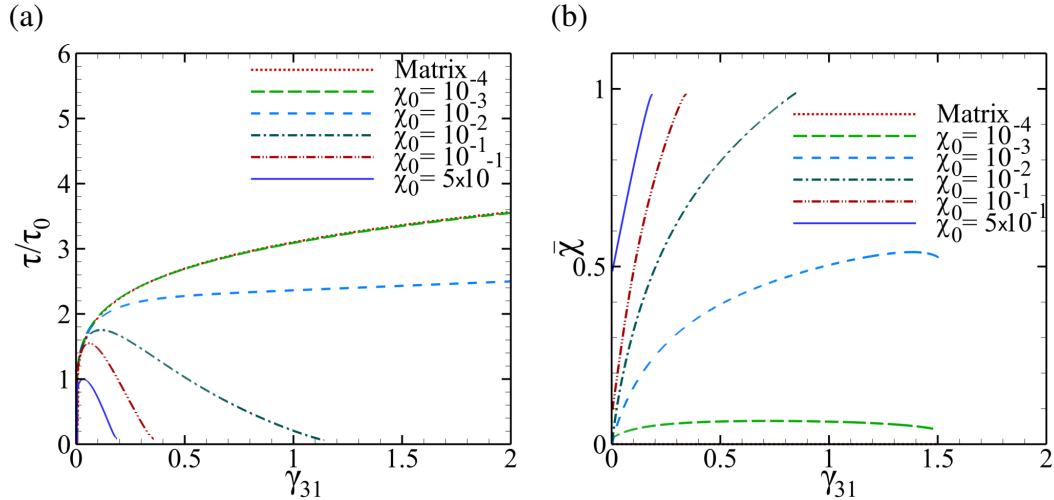 (a)
6
5
4
3
2
1
0
τ/τ₀
0
0.5
1
1.5
2
γ₃₁
Matrix
χ₀= 10⁻⁴
χ₀= 10⁻³
χ₀= 10⁻²
χ₀= 10⁻⁻¹
χ₀= 5x10
(b)
1
0.5
0
χ̄
0
0.5
1
1.5
2
γ₃₁
Matrix
χ₀= 10⁻⁴
χ₀= 10⁻³
χ₀= 10⁻²
χ₀= 10⁻¹
χ₀= 5x10⁻¹